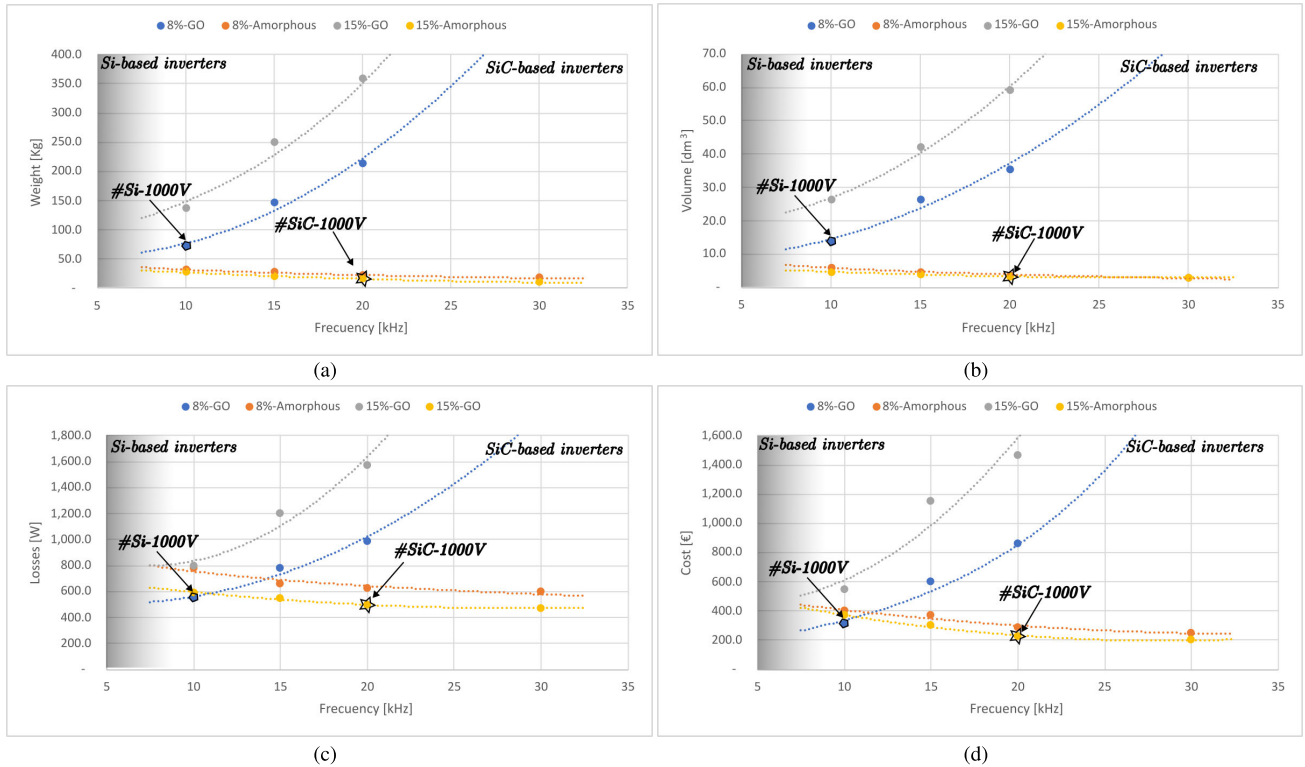 8%-GO 8%-Amorphous 15%-GO 15%-Amorphous
400.0
350.0
300.0
250.0
200.0
150.0
100.0
50.0
-
Weight [Kg]
Si-based inverters
SiC-based inverters
#Si-1000V
#SiC-1000V
5 10 15 20 25 30 35
Frecuency [kHz]
(a)
8%-GO 8%-Amorphous 15%-GO 15%-Amorphous
70.0
60.0
50.0
40.0
30.0
20.0
10.0
-
Volume [dm³]
Si-based inverters
SiC-based inverters
#Si-1000V
#SiC-1000V
5 10 15 20 25 30 35
Frecuency [kHz]
(b)
8%-GO 8%-Amorphous 15%-GO 15%-GO
1,800.0
1,600.0
1,400.0
1,200.0
1,000.0
800.0
600.0
400.0
200.0
-
Losses [W]
Si-based inverters
SiC-based inverters
#Si-1000V
#SiC-1000V
5 10 15 20 25 30 35
Frecuency [kHz]
(c)
8%-GO 8%-Amorphous 15%-GO 15%-Amorphous
1,600.0
1,400.0
1,200.0
1,000.0
800.0
600.0
400.0
200.0
-
Cost [€]
Si-based inverters
SiC-based inverters
#Si-1000V
#SiC-1000V
5 10 15 20 25 30 35
Frecuency [kHz]
(d)